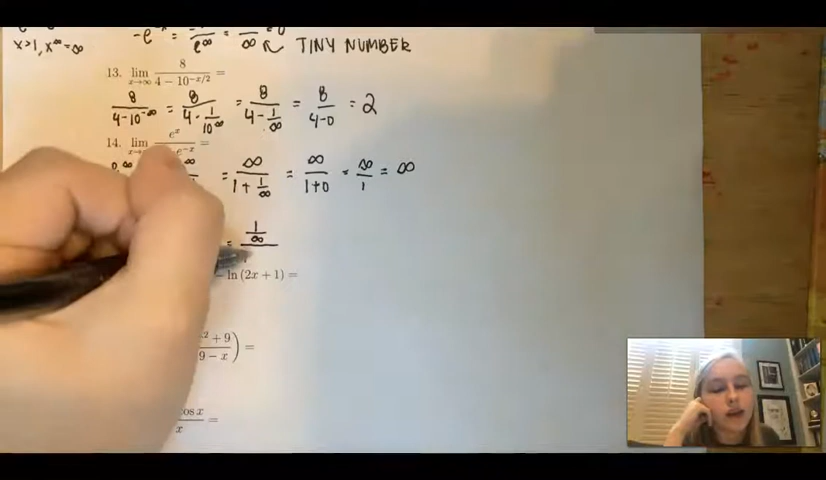 x>1, x^∞ = ∞
-e^-x = = e^∞ = ∞ = 0
TINY NUMBER
13. lim x→∞ 8/(4 − 10^(−x/2)) =
8/(4-10^-∞) = 8/(4 - 1/10^∞) = 8/(4 - 1/∞) = 8/(4-0) = 2
14. lim e^x / e^−x =
= ∞/(1 + 1/∞) = ∞/(1+0) = ∞/1 = ∞
= 1/∞
− ln (2x + 1) =
² + 9 / 9 − x ) =
cos x / x =